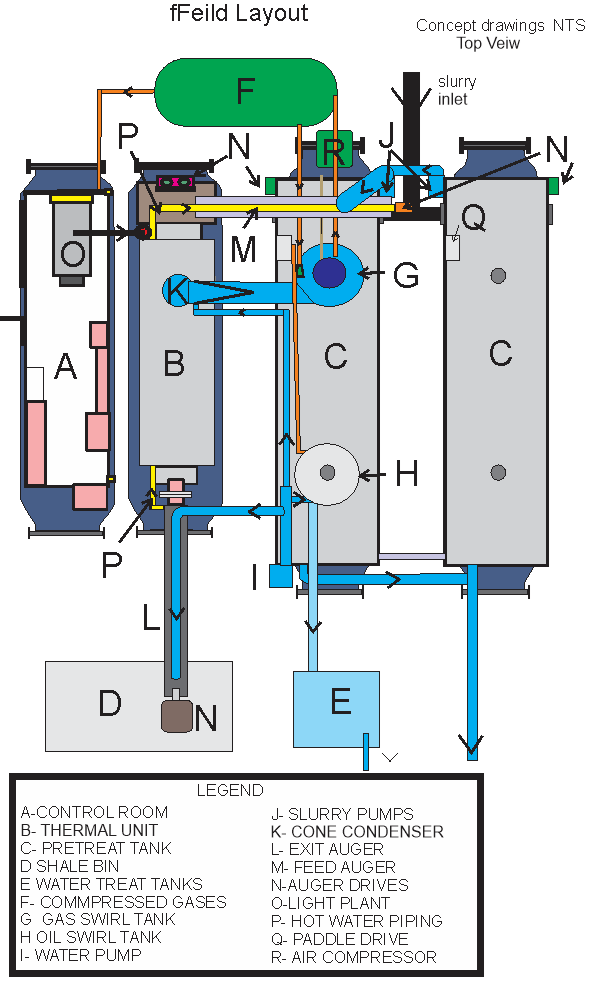 fFeild Layout
Concept drawings NTS
Top Veiw
slurry
inlet
F
P
N
R
J
N
O
M
Q
K
G
A
B
C
C
H
P
I
L
D
N
E
LEGEND
A-CONTROL ROOM
B- THERMAL UNIT
C- PRETREAT TANK
D SHALE BIN
E WATER TREAT TANKS
F- COMMPRESSED GASES
G GAS SWIRL TANK
H OIL SWIRL TANK
I- WATER PUMP
J- SLURRY PUMPS
K- CONE CONDENSER
L- EXIT AUGER
M- FEED AUGER
N-AUGER DRIVES
O-LIGHT PLANT
P- HOT WATER PIPING
Q- PADDLE DRIVE
R- AIR COMPRESSOR